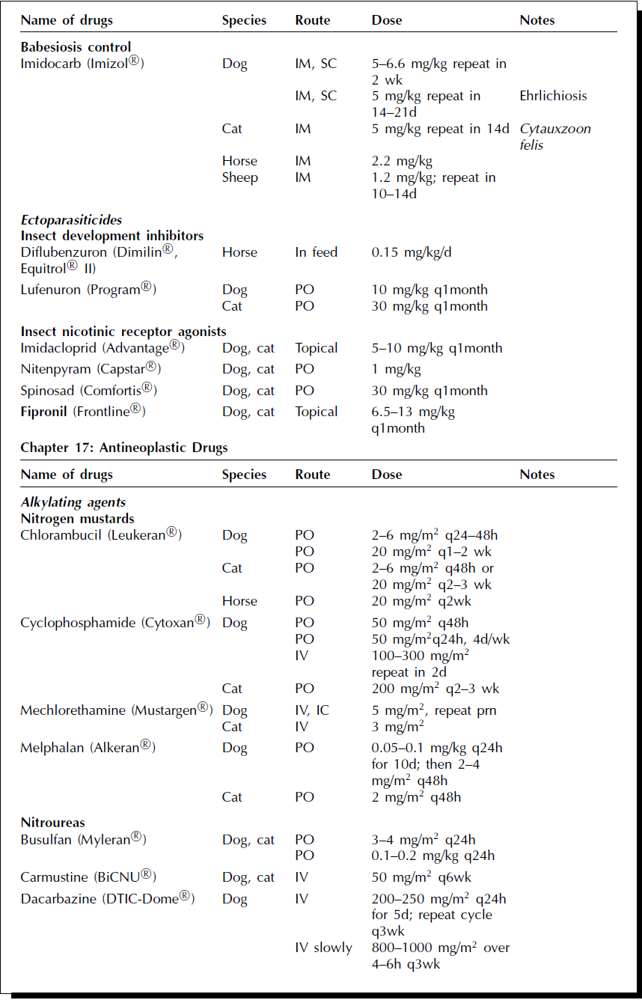 Name of drugs Species Route Dose Notes
Babesiosis control
Imidocarb (Imizol®) Dog IM, SC 5–6.6 mg/kg repeat in
2 wk
IM, SC 5 mg/kg repeat in Ehrlichiosis
14–21d
Cat IM 5 mg/kg repeat in 14d Cytauxzoon
felis
Horse IM 2.2 mg/kg
Sheep IM 1.2 mg/kg; repeat in
10–14d
Ectoparasiticides
Insect development inhibitors
Diflubenzuron (Dimilin®, Horse In feed 0.15 mg/kg/d
Equitrol® II)
Lufenuron (Program®) Dog PO 10 mg/kg q1month
Cat PO 30 mg/kg q1month
Insect nicotinic receptor agonists
Imidacloprid (Advantage®) Dog, cat Topical 5–10 mg/kg q1month
Nitenpyram (Capstar®) Dog, cat PO 1 mg/kg
Spinosad (Comfortis®) Dog, cat PO 30 mg/kg q1month
Fipronil (Frontline®) Dog, cat Topical 6.5–13 mg/kg
q1month
Chapter 17: Antineoplastic Drugs
Name of drugs Species Route Dose Notes
Alkylating agents
Nitrogen mustards
Chlorambucil (Leukeran®) Dog PO 2–6 mg/m² q24–48h
PO 20 mg/m² q1–2 wk
Cat PO 2–6 mg/m² q48h or
20 mg/m² q2–3 wk
Horse PO 20 mg/m² q2wk
Cyclophosphamide (Cytoxan®) Dog PO 50 mg/m² q48h
PO 50 mg/m²q24h, 4d/wk
IV 100–300 mg/m²
repeat in 2d
Cat PO 200 mg/m² q2–3 wk
Mechlorethamine (Mustargen®) Dog IV, IC 5 mg/m², repeat prn
Cat IV 3 mg/m²
Melphalan (Alkeran®) Dog PO 0.05–0.1 mg/kg q24h
for 10d; then 2–4
mg/m² q48h
Cat PO 2 mg/m² q48h
Nitroureas
Busulfan (Myleran®) Dog, cat PO 3–4 mg/m² q24h
PO 0.1–0.2 mg/kg q24h
Carmustine (BiCNU®) Dog, cat IV 50 mg/m² q6wk
Dacarbazine (DTIC-Dome®) Dog IV 200–250 mg/m² q24h
for 5d; repeat cycle
q3wk
IV slowly 800–1000 mg/m² over
4–6h q3wk